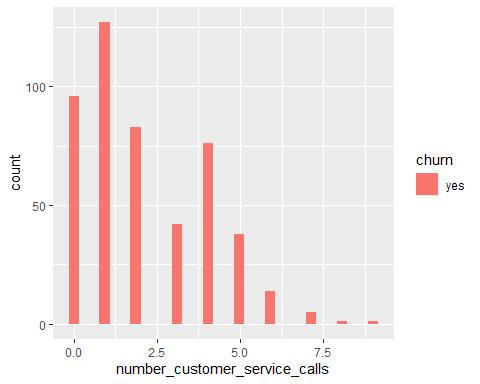 100
50
0
count
0.0
2.5
5.0
7.5
number_customer_service_calls
churn
yes